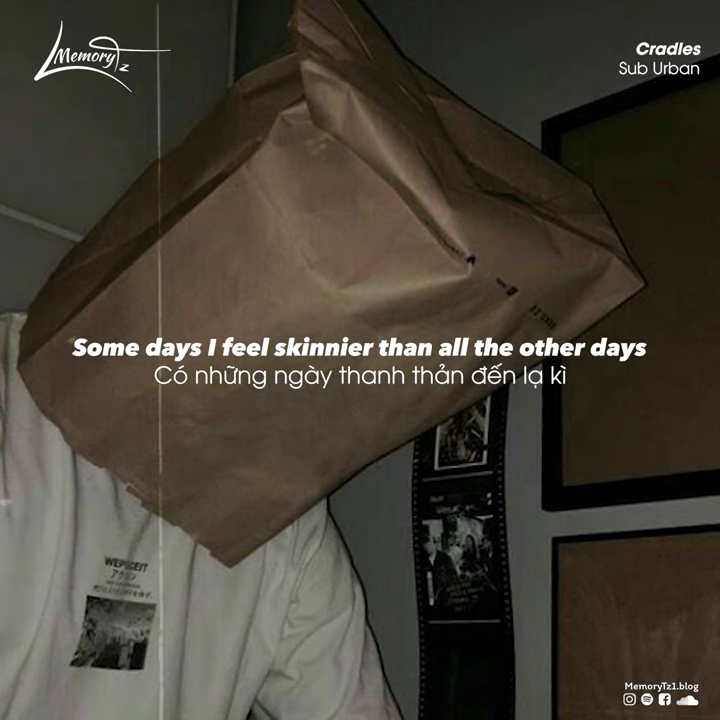 MemoryTz
Cradles
Sub Urban
Some days I feel skinnier than all the other days
Có những ngày thanh thản đến lạ kì
WEPSCEIT
MemoryTz1.blog